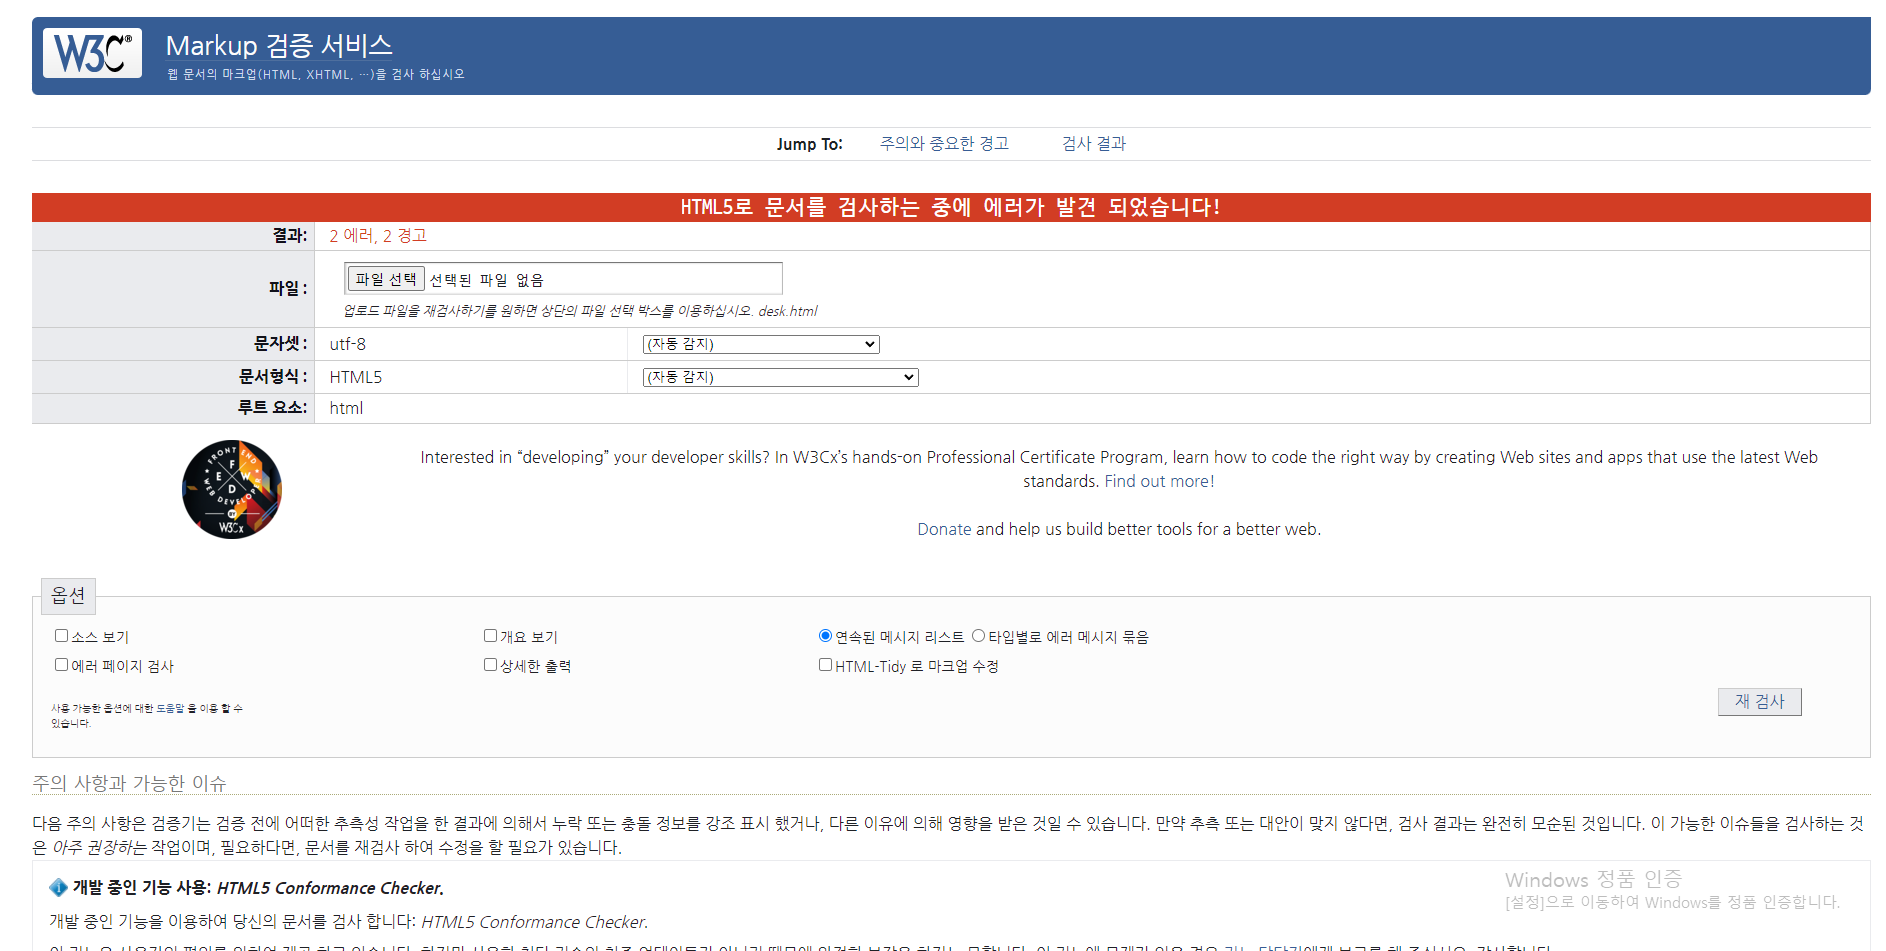 W3C®
Markup 검증 서비스
웹 문서의 마크업(HTML, XHTML, …)을 검사 하십시오
Jump To: 주의와 중요한 경고 검사 결과
HTML5로 문서를 검사하는 중에 에러가 발견 되었습니다!
결과: 2 에러, 2 경고
파일 : 파일 선택 선택된 파일 없음
업로드 파일을 재검사하기를 원하면 상단의 파일 선택 박스를 이용하십시오. desk.html
문자셋 : utf-8 (자동 감지)
문서형식 : HTML5 (자동 감지)
루트 요소: html
FRONT END
F
E W
D
WEB DEVELOPER
BY
W3Cx
Interested in “developing” your developer skills? In W3Cx’s hands-on Professional Certificate Program, learn how to code the right way by creating Web sites and apps that use the latest Web
standards. Find out more!
Donate and help us build better tools for a better web.
옵션
소스 보기 개요 보기 연속된 메시지 리스트 타입별로 에러 메시지 묶음
에러 페이지 검사 상세한 출력 HTML-Tidy 로 마크업 수정
사용 가능한 옵션에 대한 도움말 을 이용 할 수
있습니다.
재 검사
주의 사항과 가능한 이슈
다음 주의 사항은 검증기는 검증 전에 어떠한 추측성 작업을 한 결과에 의해서 누락 또는 충돌 정보를 강조 표시 했거나, 다른 이유에 의해 영향을 받은 것일 수 있습니다. 만약 추측 또는 대안이 맞지 않다면, 검사 결과는 완전히 모순된 것입니다. 이 가능한 이슈들을 검사하는 것
은 아주 권장하는 작업이며, 필요하다면, 문서를 재검사 하여 수정을 할 필요가 있습니다.
개발 중인 기능 사용: HTML5 Conformance Checker.
개발 중인 기능을 이용하여 당신의 문서를 검사 합니다: HTML5 Conformance Checker.
Windows 정품 인증
[설정]으로 이동하여 Windows를 정품 인증합니다.